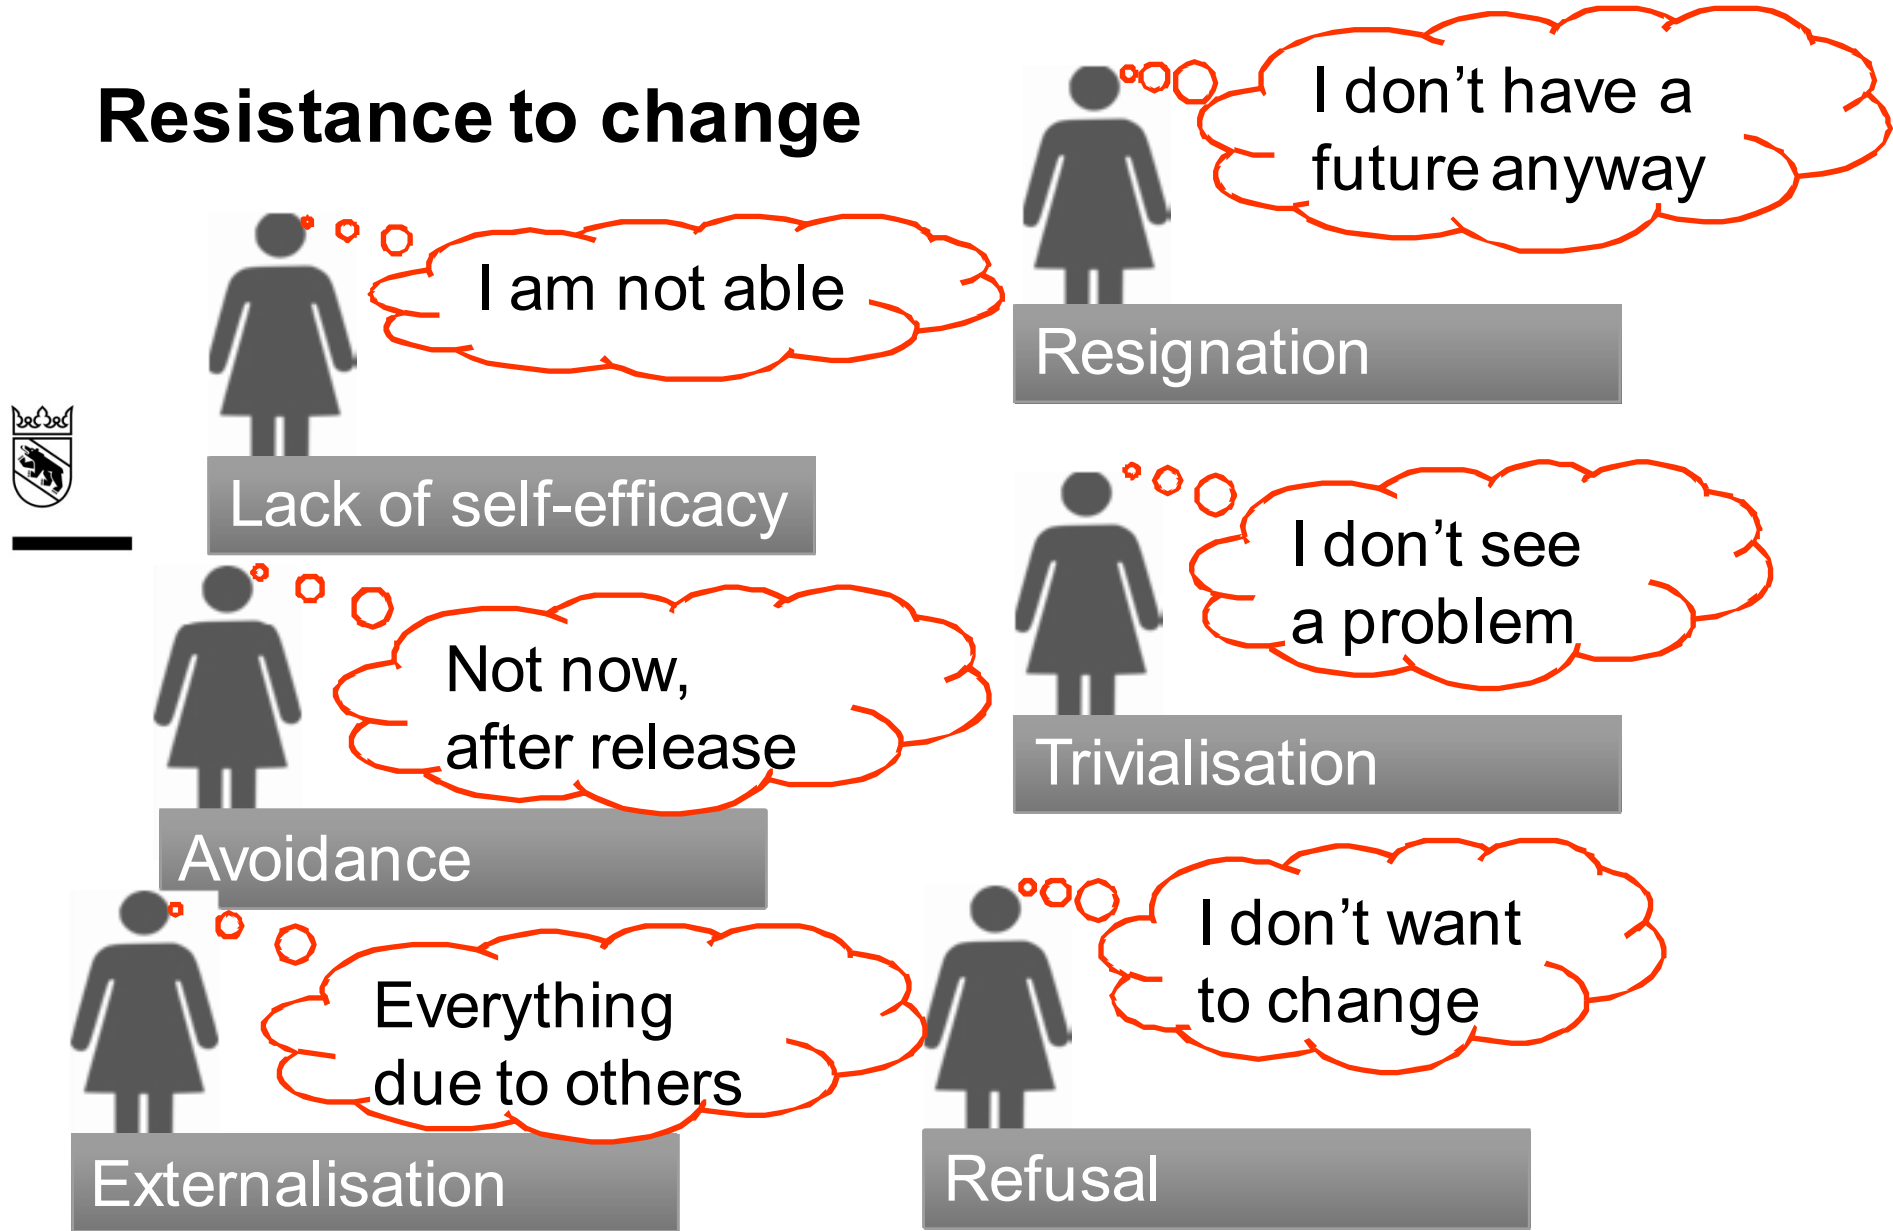 Resistance to change
I am not able
Lack of self-efficacy
Not now,
after release
Avoidance
Everything
due to others
Externalisation
I don't have a
future anyway
Resignation
I don't see
a problem
Trivialisation
I don't want
to change
Refusal